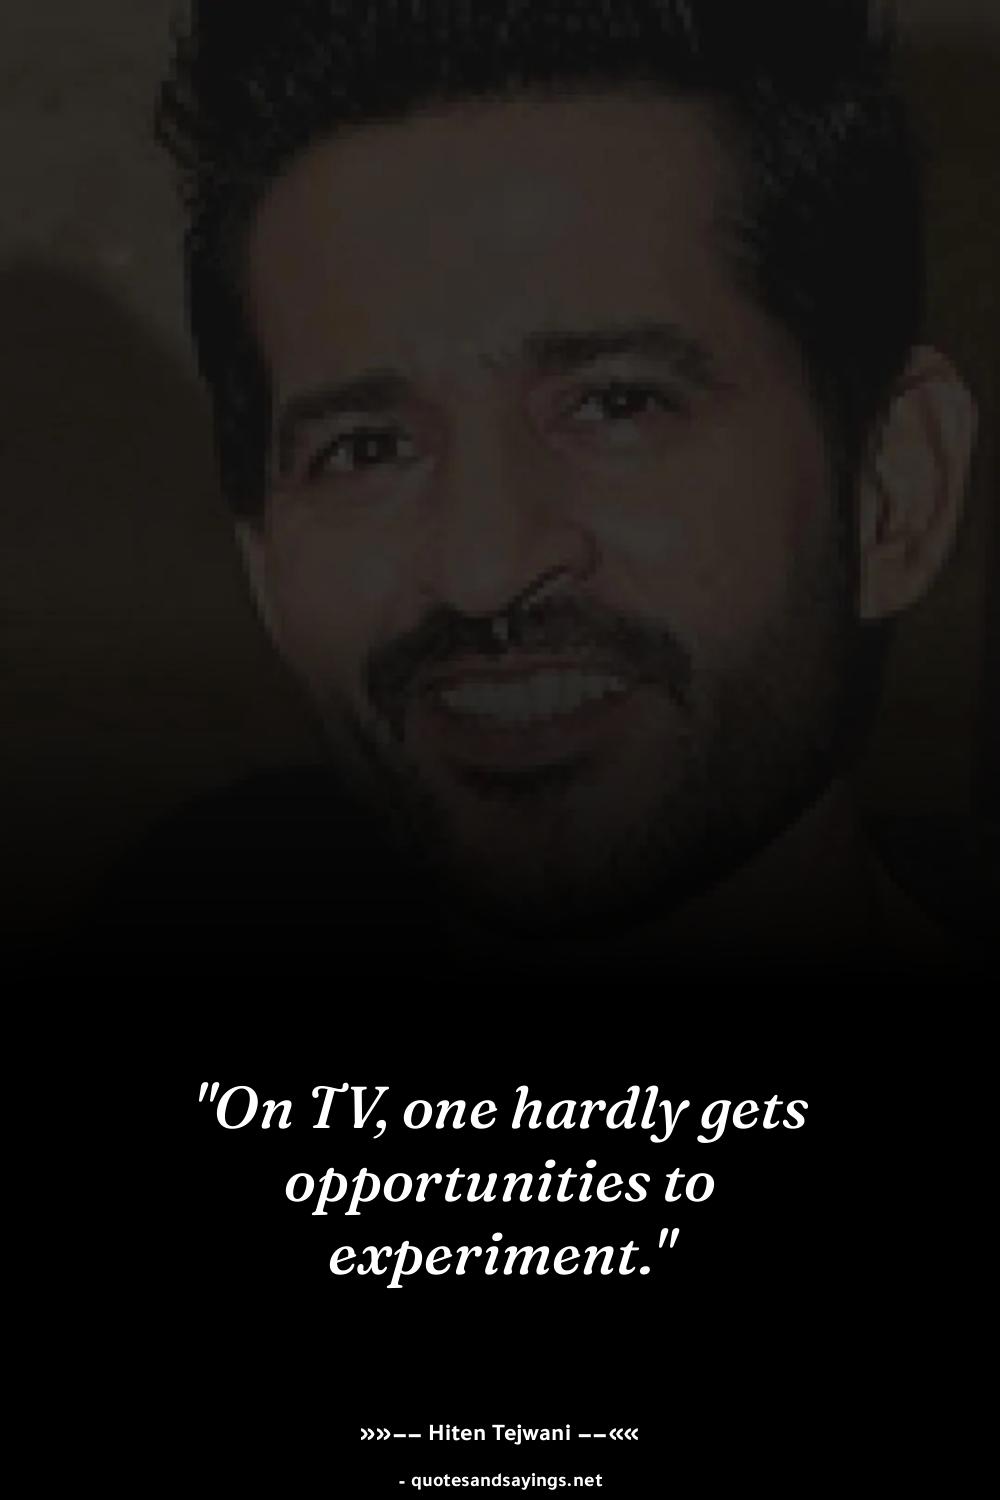 "On TV, one hardly gets
opportunities to
experiment."
»»−− Hiten Tejwani −−««
- quotesandsayings.net